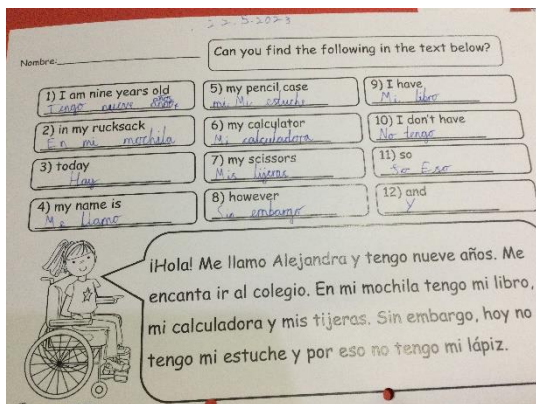 2.5.2023
Nombre:
Can you find the following in the text below?
1) I am nine years old
Tengo nueve años
2) in my rucksack
En mi mochila
3) today
Hoy
4) my name is
Me llamo
5) my pencil case
Mi estuche
6) my calculator
Mi calculadora
7) my scissors
Mis tijeras
8) however
Sin embargo
9) I have
Mi libro
10) I don't have
No tengo
11) so
Eso
12) and
Y
¡Hola! Me llamo Alejandra y tengo nueve años. Me
encanta ir al colegio. En mi mochila tengo mi libro,
mi calculadora y mis tijeras. Sin embargo, hoy no
tengo mi estuche y por eso no tengo mi lápiz.